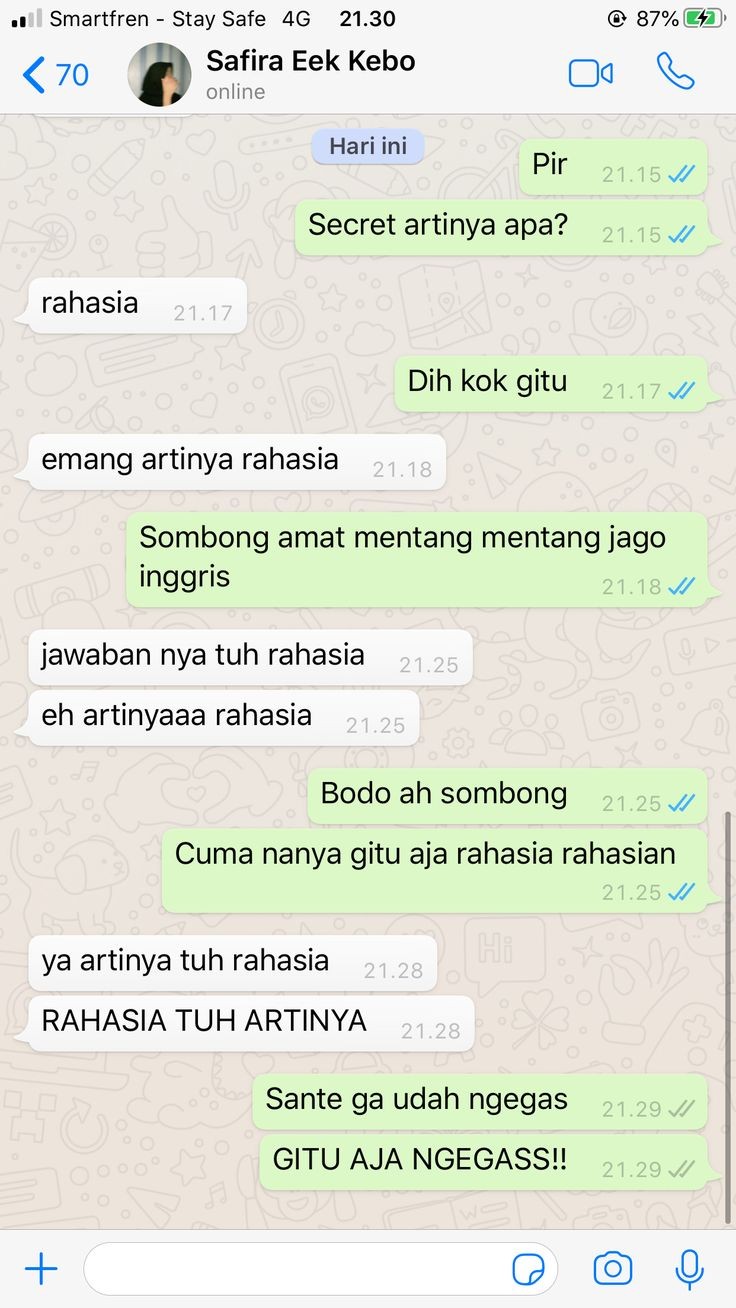 Smartfren - Stay Safe 4G 21.30 87%
70 Safira Eek Kebo
online
Hari ini
Pir 21.15
Secret artinya apa? 21.15
rahasia 21.17
Dih kok gitu 21.17
emang artinya rahasia 21.18
Sombong amat mentang mentang jago
inggris 21.18
jawaban nya tuh rahasia 21.25
eh artinyaaa rahasia 21.25
Bodo ah sombong 21.25
Cuma nanya gitu aja rahasia rahasian
21.25
ya artinya tuh rahasia 21.28
RAHASIA TUH ARTINYA 21.28
Sante ga udah ngegas 21.29
GITU AJA NGEGASS!! 21.29